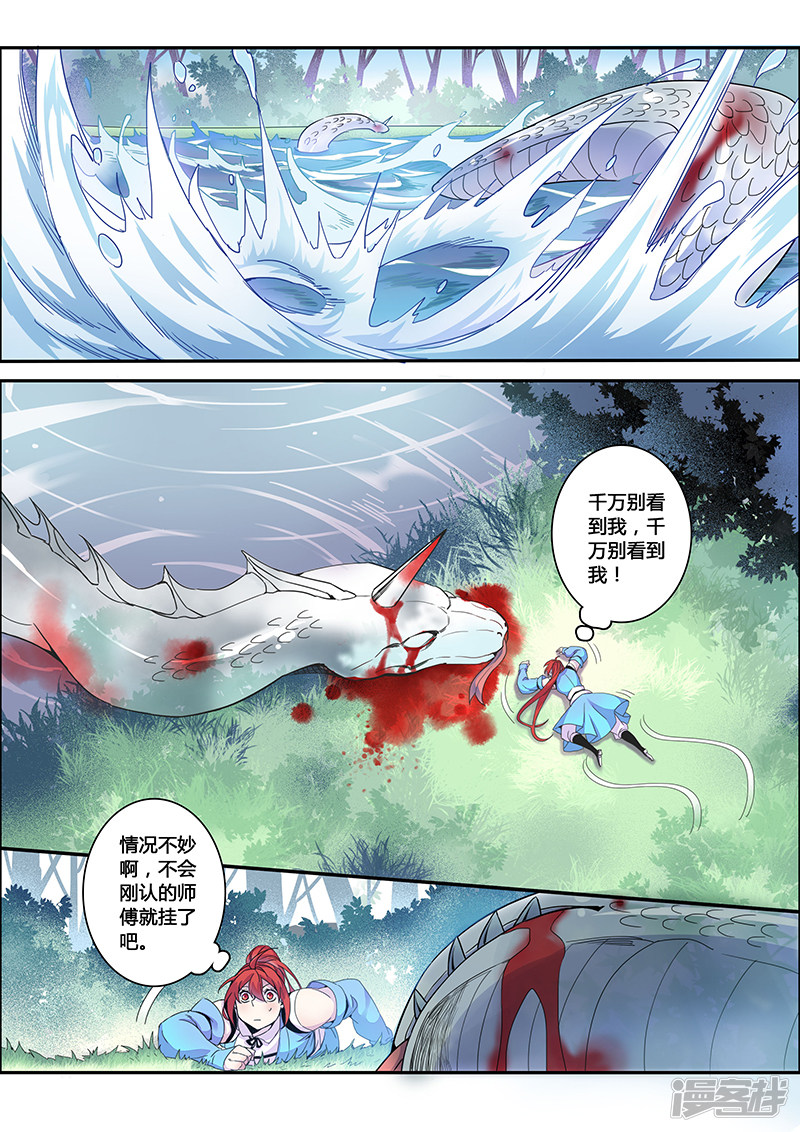 千万别看
到我，千
万别看到
我！
情况不妙
啊，不会
刚认的师
傅就挂了
吧。
漫客栈